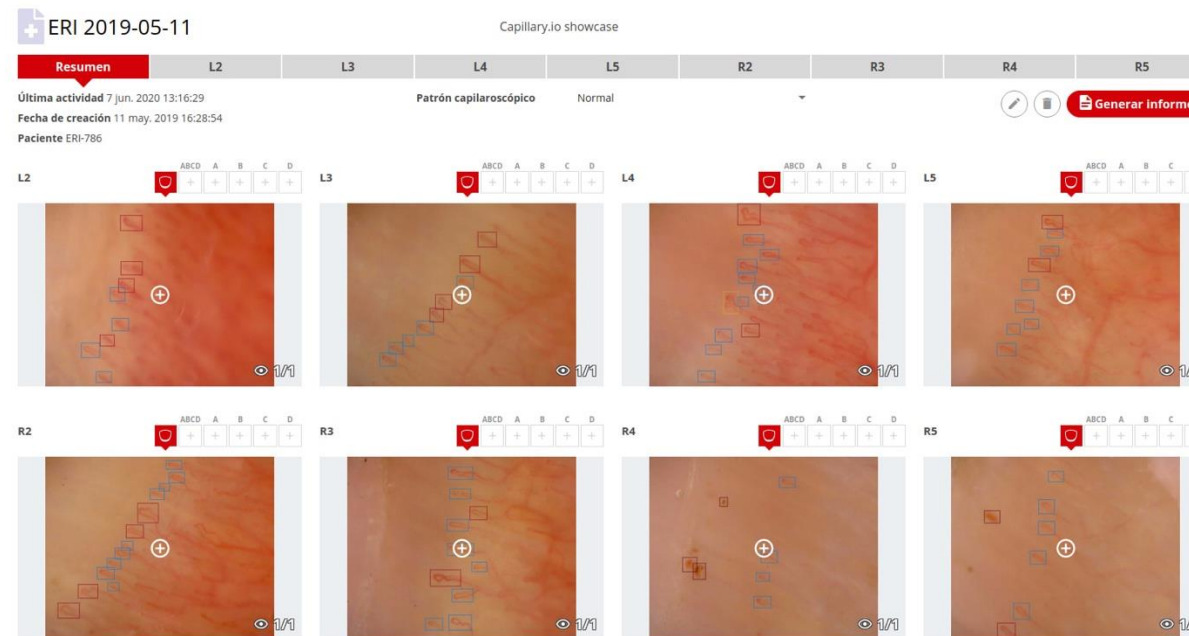 ERI 2019-05-11
Capillary.io showcase
Resumen L2 L3 L4 L5 R2 R3 R4 R5
Última actividad 7 jun. 2020 13:16:29
Patrón capilaroscópico Normal
Generar informe
Fecha de creación 11 may. 2019 16:28:54
Paciente ERI-786
L2 ABCD A B C D L3 ABCD A B C D L4 ABCD A B C D L5 ABCD A B C
1/1 1/1 1/1
R2 ABCD A B C D R3 ABCD A B C D R4 ABCD A B C D R5 ABCD A B C
1/1 1/1 1/1